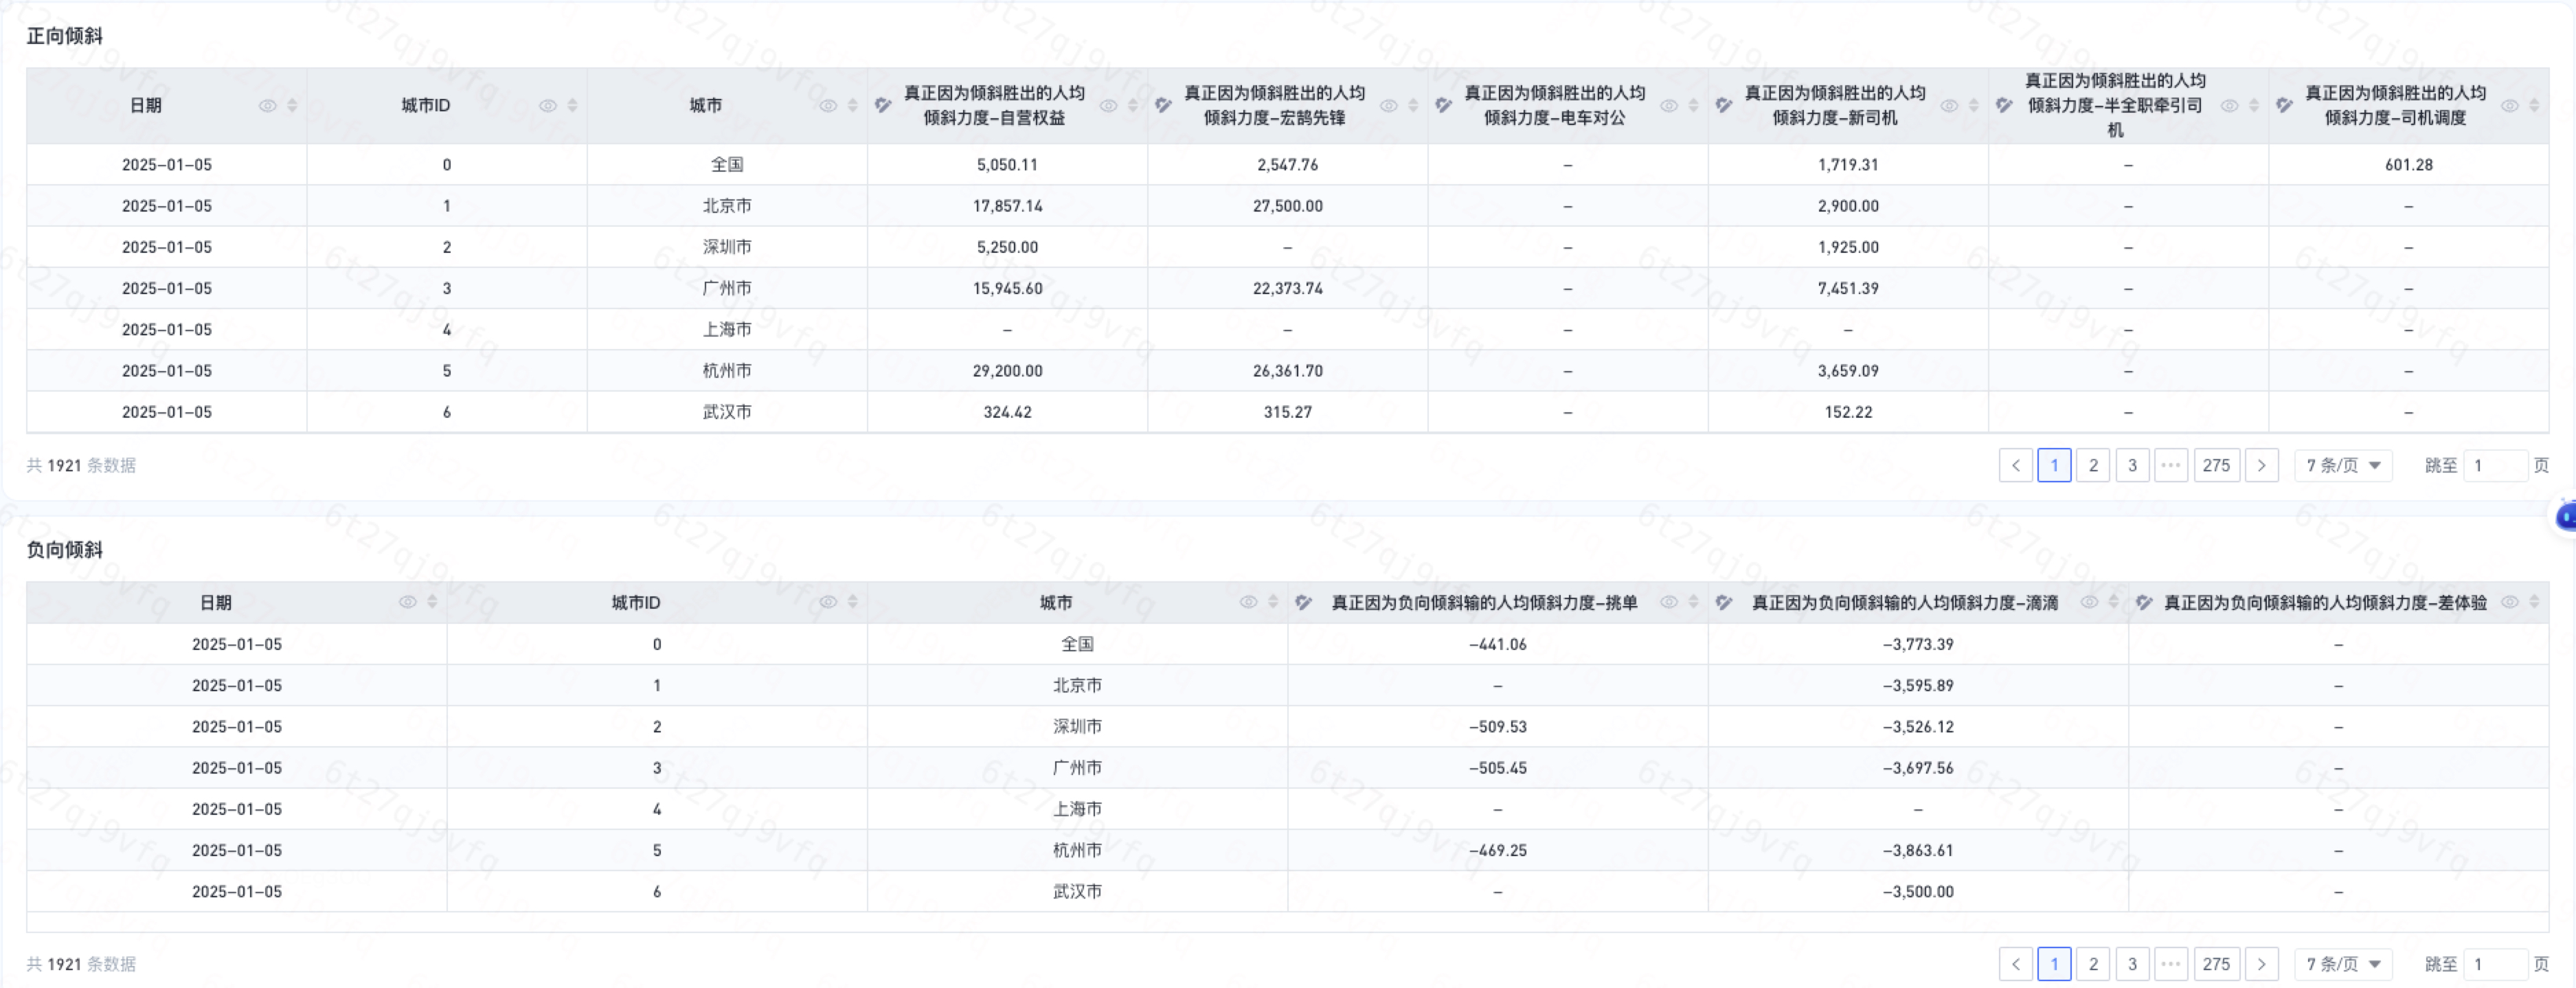 正向倾斜
日期 城市ID 城市 真正因为倾斜胜出的人均倾斜力度-自营权益 真正因为倾斜胜出的人均倾斜力度-宏鹄先锋 真正因为倾斜胜出的人均倾斜力度-电车对公 真正因为倾斜胜出的人均倾斜力度-新司机 真正因为倾斜胜出的人均倾斜力度-半全职牵引司机 真正因为倾斜胜出的人均倾斜力度-司机调度
2025-01-05 0 全国 5,050.11 2,547.76 - 1,719.31 - 601.28
2025-01-05 1 北京市 17,857.14 27,500.00 - 2,900.00 - -
2025-01-05 2 深圳市 5,250.00 - - 1,925.00 - -
2025-01-05 3 广州市 15,945.60 22,373.74 - 7,451.39 - -
2025-01-05 4 上海市 - - - - - -
2025-01-05 5 杭州市 29,200.00 26,361.70 - 3,659.09 - -
2025-01-05 6 武汉市 324.42 315.27 - 152.22 - -
共 1921 条数据 < 1 2 3 ··· 275 > 7 条/页 跳至 1 页
负向倾斜
日期 城市ID 城市 真正因为负向倾斜输的人均倾斜力度-挑单 真正因为负向倾斜输的人均倾斜力度-滴滴 真正因为负向倾斜输的人均倾斜力度-差体验
2025-01-05 0 全国 -441.06 -3,773.39 -
2025-01-05 1 北京市 - -3,595.89 -
2025-01-05 2 深圳市 -509.53 -3,526.12 -
2025-01-05 3 广州市 -505.45 -3,697.56 -
2025-01-05 4 上海市 - - -
2025-01-05 5 杭州市 -469.25 -3,863.61 -
2025-01-05 6 武汉市 - -3,500.00 -
共 1921 条数据 < 1 2 3 ··· 275 > 7 条/页 跳至 1 页
6t27qj9vfq